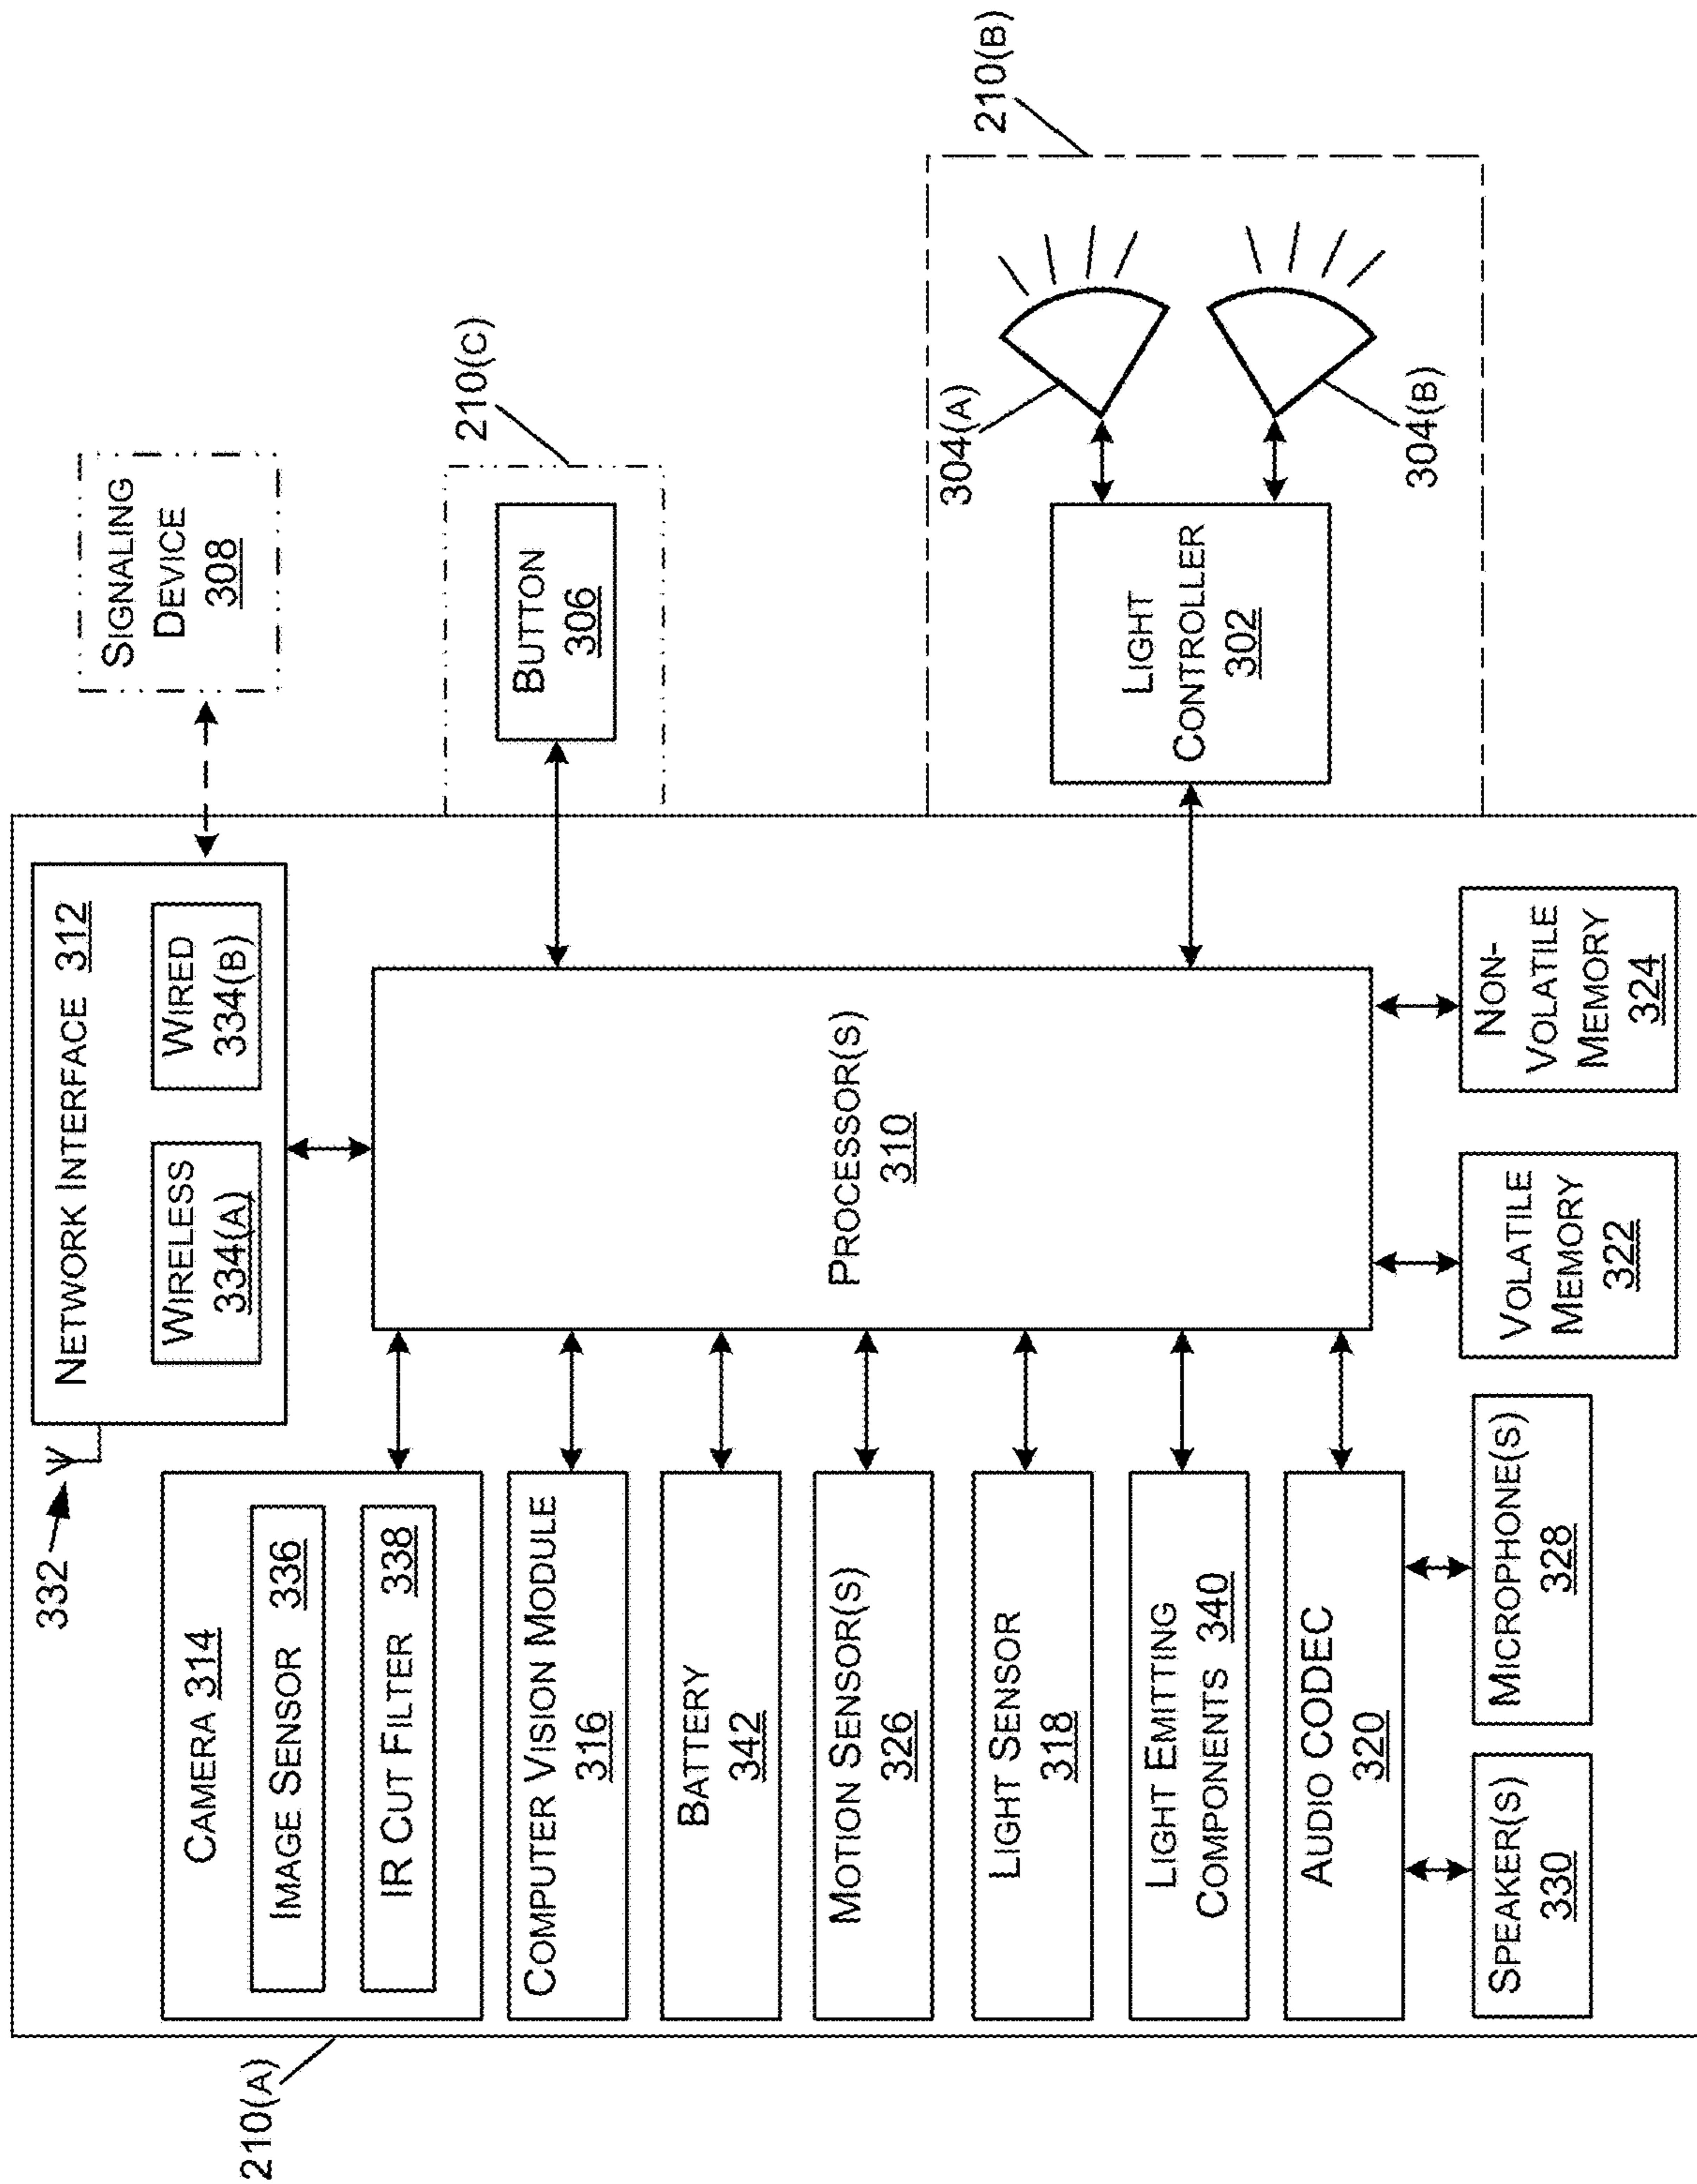 210(A)
332
NETWORK INTERFACE 312
WIRELESS
334(A)
WIRED
334(B)
SIGNALING
DEVICE
308
CAMERA 314
IMAGE SENSOR 336
IR CUT FILTER 338
COMPUTER VISION MODULE
316
BATTERY
342
MOTION SENSOR(S)
326
LIGHT SENSOR
318
LIGHT EMITTING
COMPONENTS 340
AUDIO CODEC
320
SPEAKER(S)
330
MICROPHONE(S)
328
PROCESSOR(S)
310
VOLATILE
MEMORY
322
NON-
VOLATILE
MEMORY
324
210(C)
BUTTON
306
210(B)
LIGHT
CONTROLLER
302
304(A)
304(B)